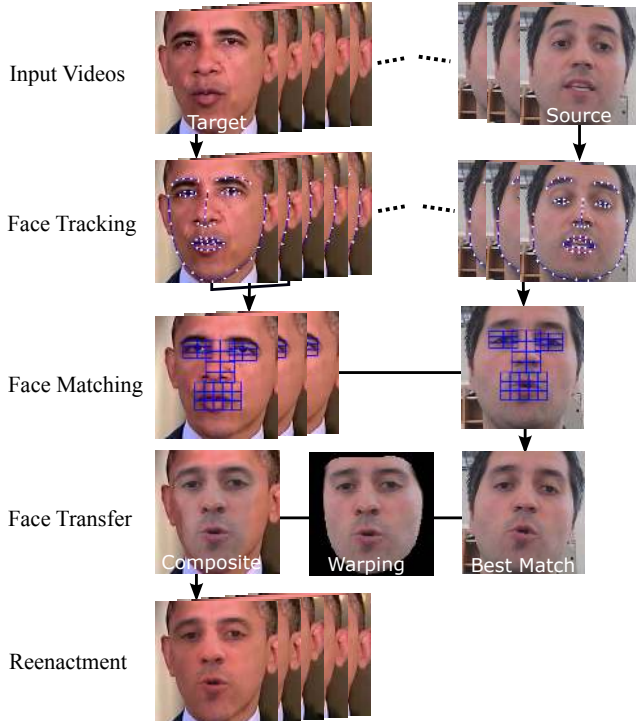 Input Videos
Target
Source
Face Tracking
Face Matching
Face Transfer
Composite
Warping
Best Match
Reenactment